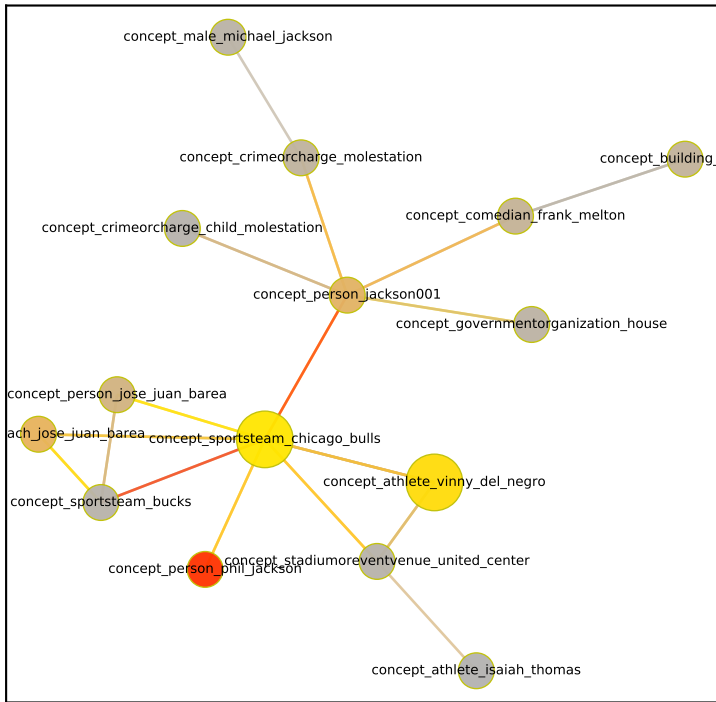 concept_male_michael_jackson
concept_crimeorcharge_molestation
concept_building_
concept_comedian_frank_melton
concept_crimeorcharge_child_molestation
concept_person_jackson001
concept_governmentorganization_house
concept_person_jose_juan_barea
ach_jose_juan_barea
concept_sportsteam_chicago_bulls
concept_athlete_vinny_del_negro
concept_sportsteam_bucks
concept_stadiumoreventvenue_united_center
concept_person_phil_jackson
concept_athlete_isaiah_thomas